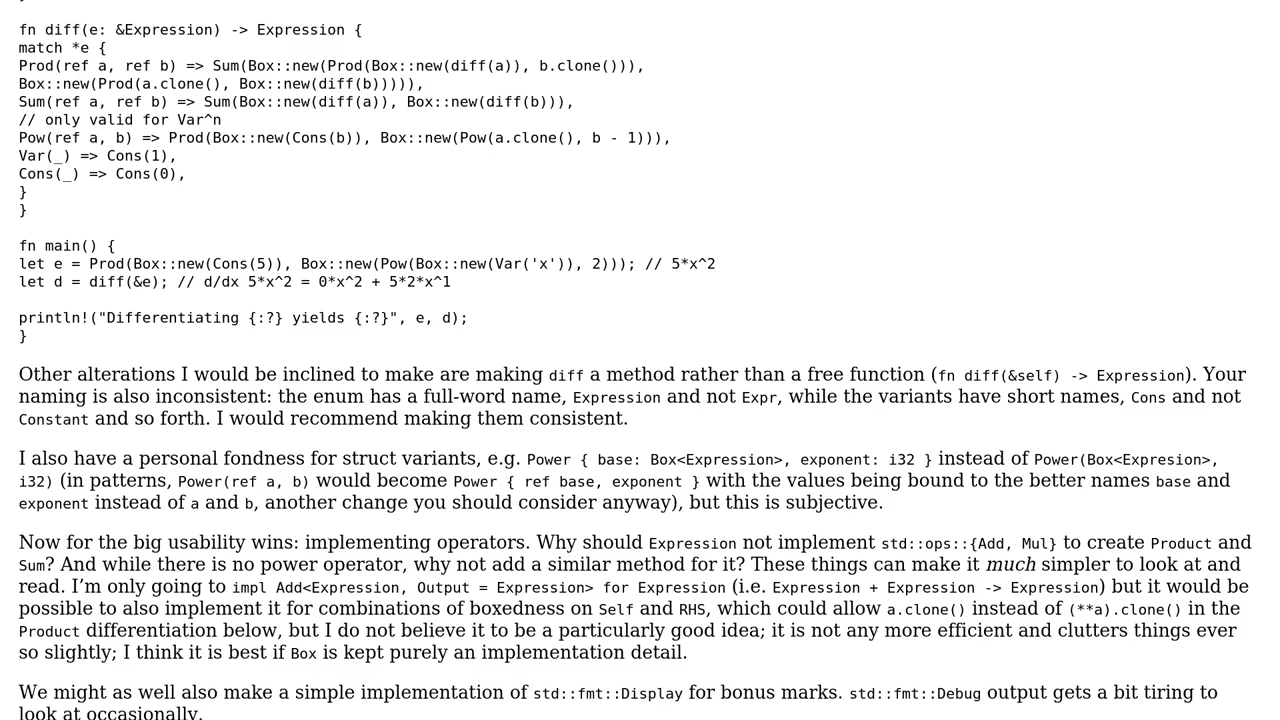 fn diff(e: &Expression) -> Expression {
match *e {
Prod(ref a, ref b) => Sum(Box::new(Prod(Box::new(diff(a)), b.clone())),
Box::new(Prod(a.clone(), Box::new(diff(b))))),
Sum(ref a, ref b) => Sum(Box::new(diff(a)), Box::new(diff(b))),
// only valid for Var^n
Pow(ref a, b) => Prod(Box::new(Cons(b)), Box::new(Pow(a.clone(), b - 1))),
Var(_) => Cons(1),
Cons(_) => Cons(0),
}
}
fn main() {
let e = Prod(Box::new(Cons(5)), Box::new(Pow(Box::new(Var('x')), 2))); // 5*x^2
let d = diff(&e); // d/dx 5*x^2 = 0*x^2 + 5*2*x^1
println!("Differentiating {:?} yields {:?}", e, d);
}
Other alterations I would be inclined to make are making diff a method rather than a free function (fn diff(&self) -> Expression). Your
naming is also inconsistent: the enum has a full-word name, Expression and not Expr, while the variants have short names, Cons and not
Constant and so forth. I would recommend making them consistent.
I also have a personal fondness for struct variants, e.g. Power { base: Box<Expression>, exponent: i32 } instead of Power(Box<Expresion>,
i32) (in patterns, Power(ref a, b) would become Power { ref base, exponent } with the values being bound to the better names base and
exponent instead of a and b, another change you should consider anyway), but this is subjective.
Now for the big usability wins: implementing operators. Why should Expression not implement std::ops::{Add, Mul} to create Product and
Sum? And while there is no power operator, why not add a similar method for it? These things can make it much simpler to look at and
read. I’m only going to impl Add<Expression, Output = Expression> for Expression (i.e. Expression + Expression -> Expression) but it would be
possible to also implement it for combinations of boxedness on Self and RHS, which could allow a.clone() instead of (**a).clone() in the
Product differentiation below, but I do not believe it to be a particularly good idea; it is not any more efficient and clutters things ever
so slightly; I think it is best if Box is kept purely an implementation detail.
We might as well also make a simple implementation of std::fmt::Display for bonus marks. std::fmt::Debug output gets a bit tiring to
look at occasionally.